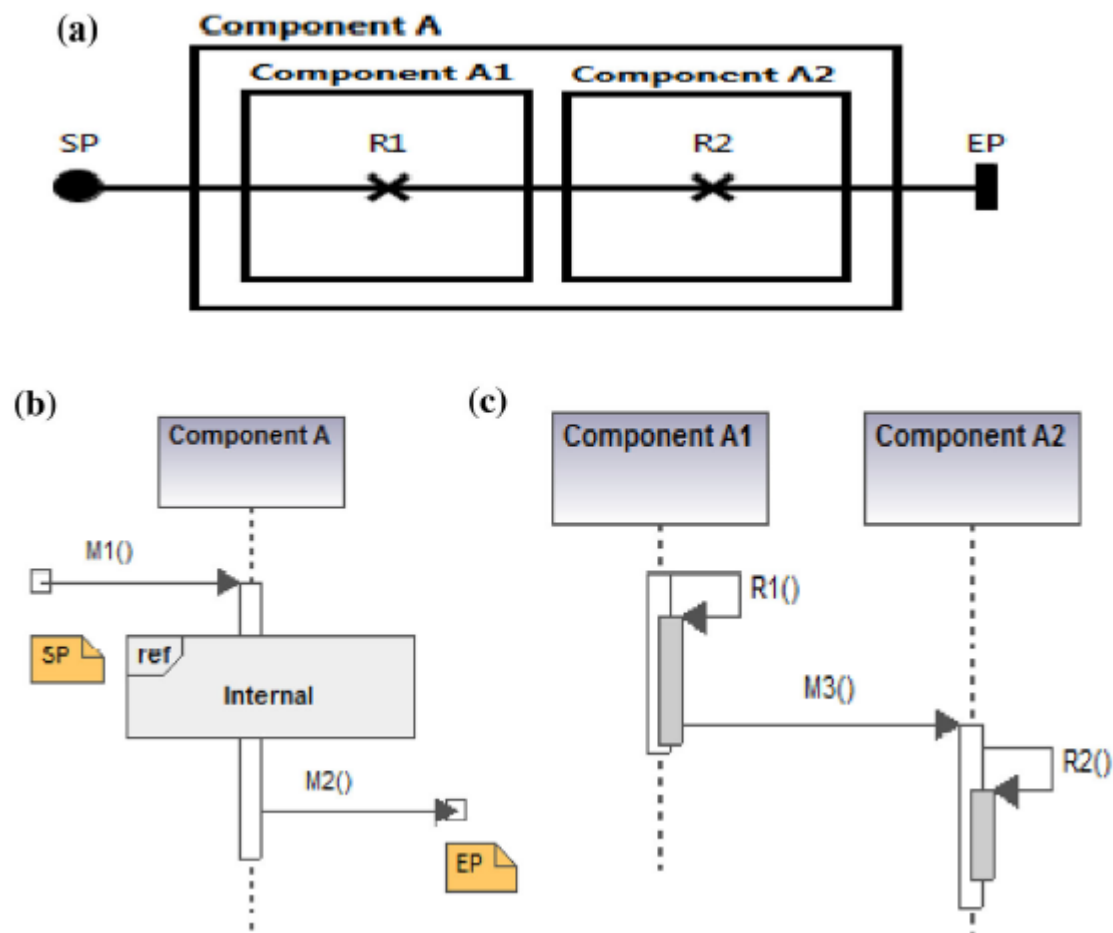 (a)
Component A
Component A1
Component A2
SP
R1
R2
EP
(b)
Component A
M1()
SP
ref
Internal
M2()
EP
(c)
Component A1
Component A2
R1()
M3()
R2()